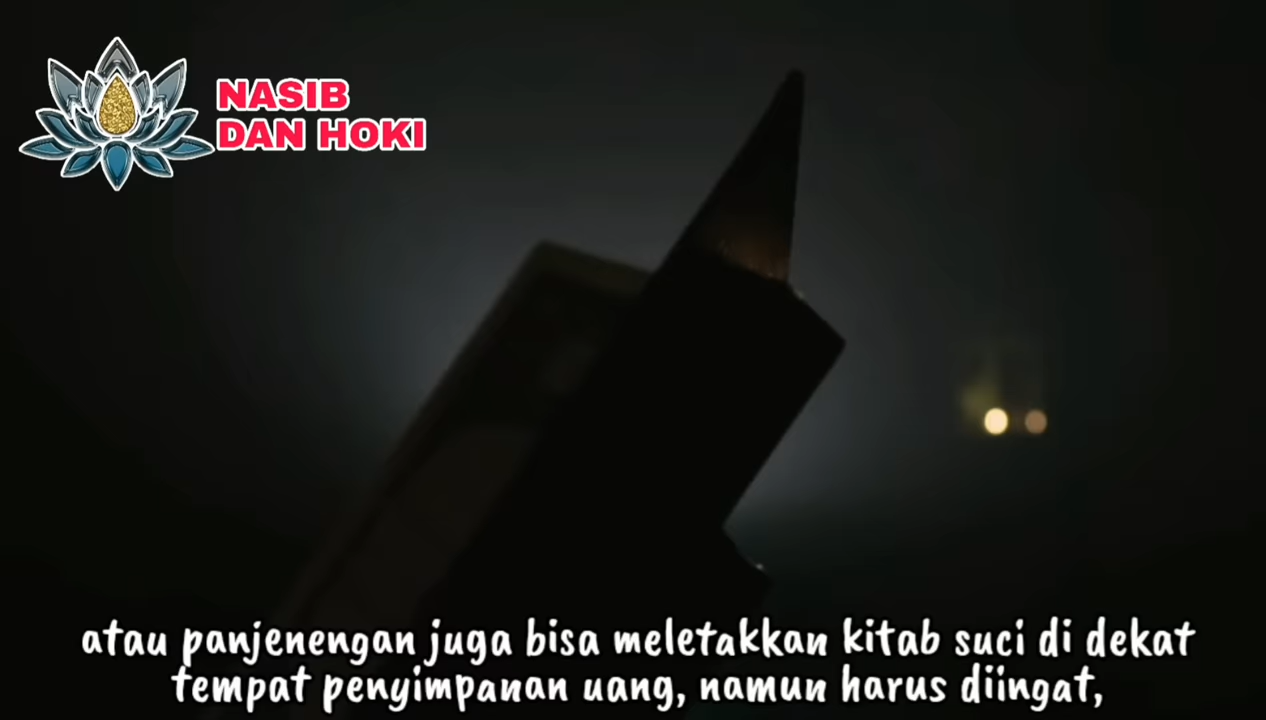 NASIB
DAN HOKI
atau panjenengan juga bisa meletakkan kitab suci di dekat
tempat penyimpanan uang, namun harus diingat,